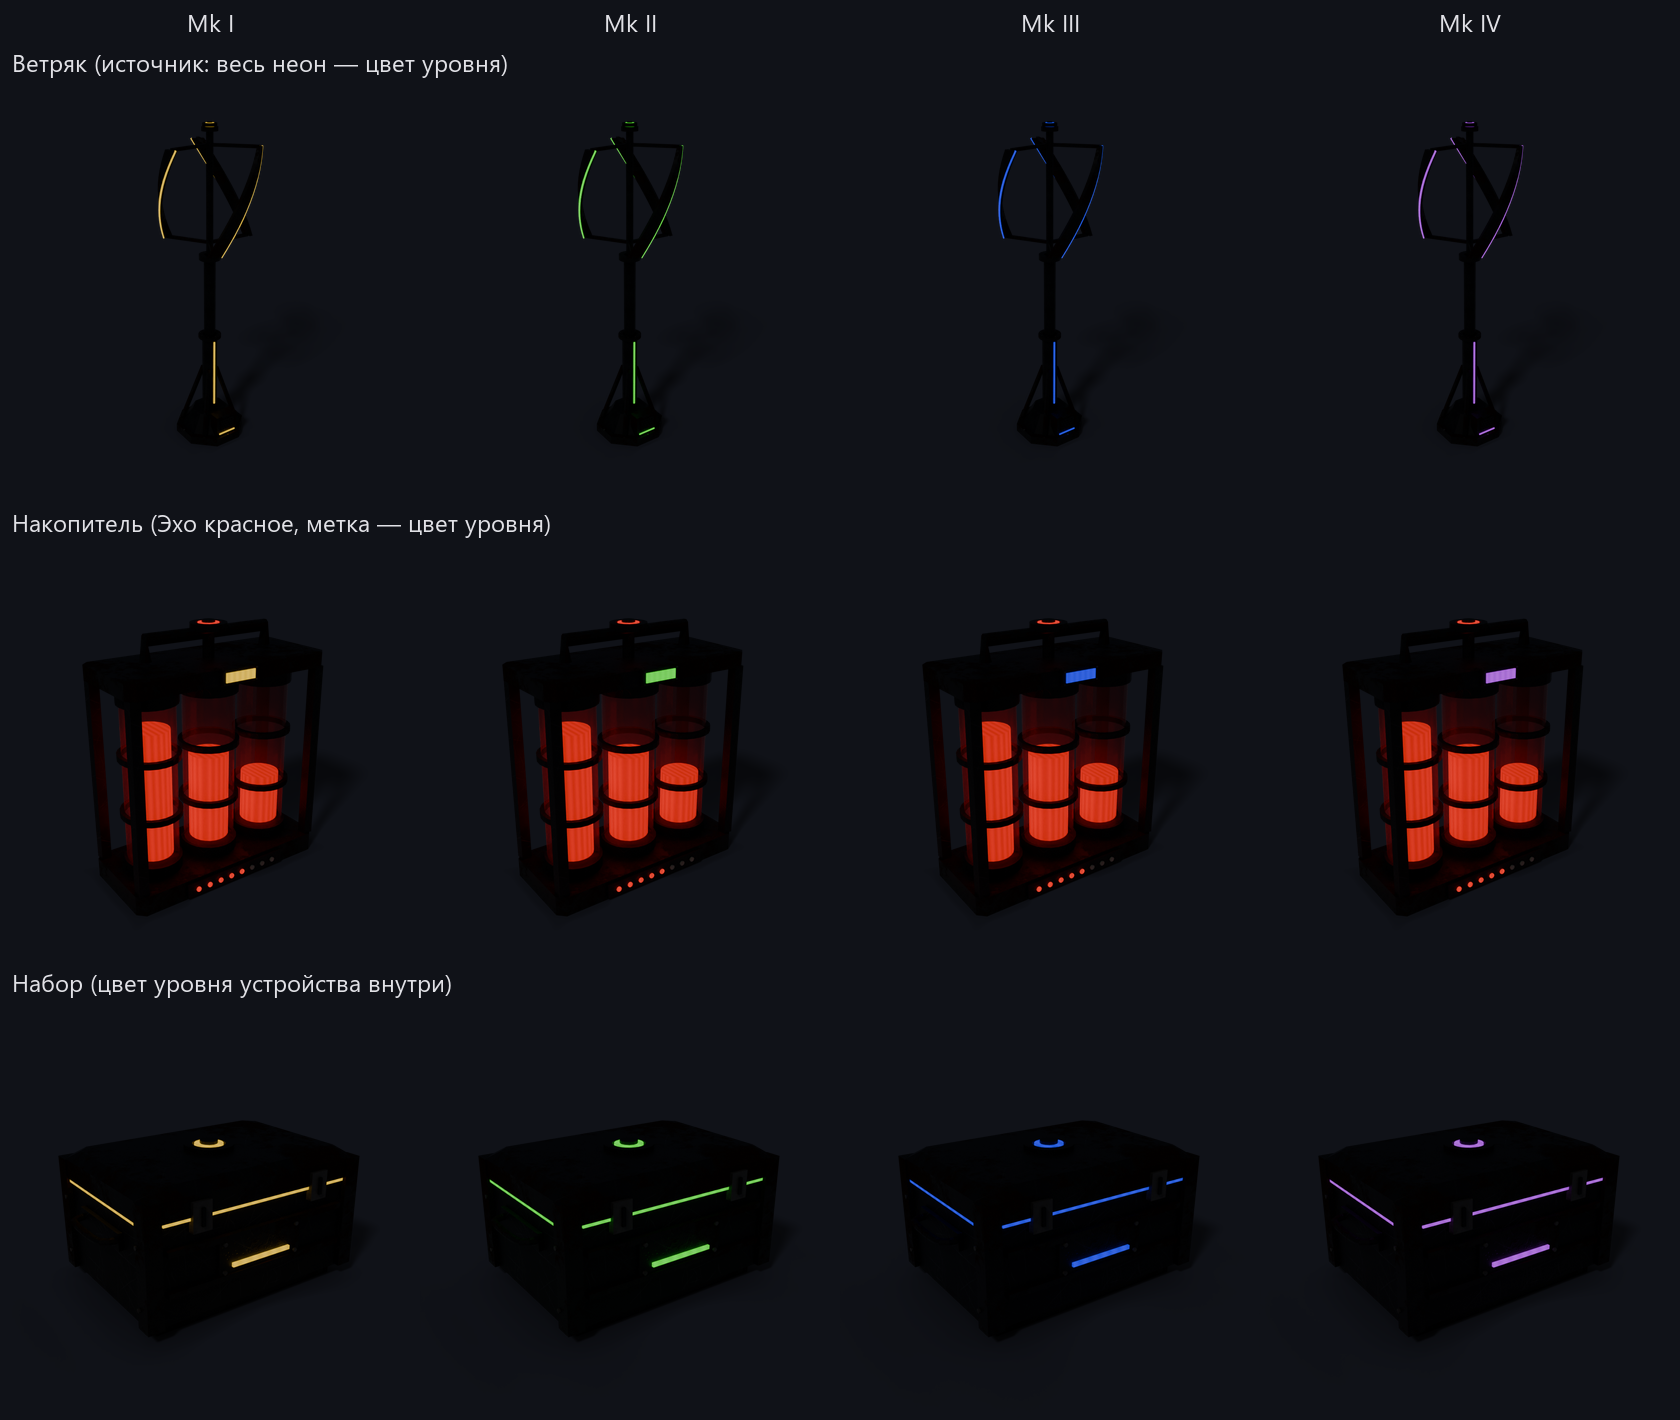 Mk I Mk II Mk III Mk IV
Ветряк (источник: весь неон — цвет уровня)
Накопитель (Эхо красное, метка — цвет уровня)
Набор (цвет уровня устройства внутри)